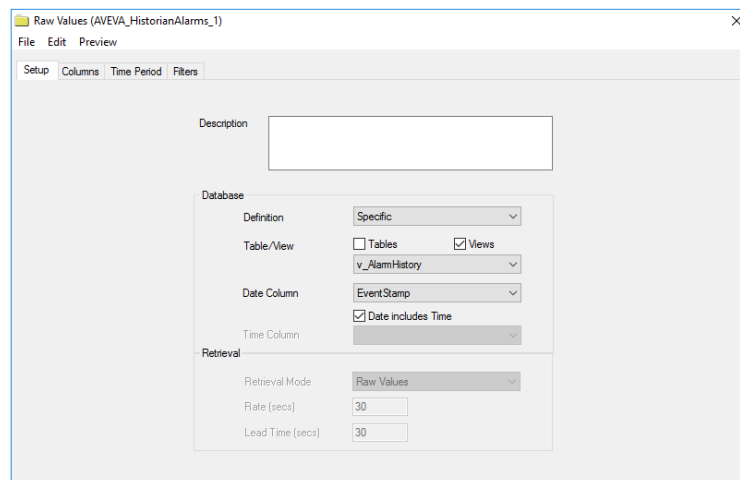 Raw Values (AVEVA_HistorianAlarms_1)
File Edit Preview
Setup Columns Time Period Filters
Description
Database
Definition Specific
Table/View Tables Views
v_AlarmHistory
Date Column EventStamp
Date includes Time
Time Column
Retrieval
Retrieval Mode Raw Values
Rate (secs) 30
Lead Time (secs) 30